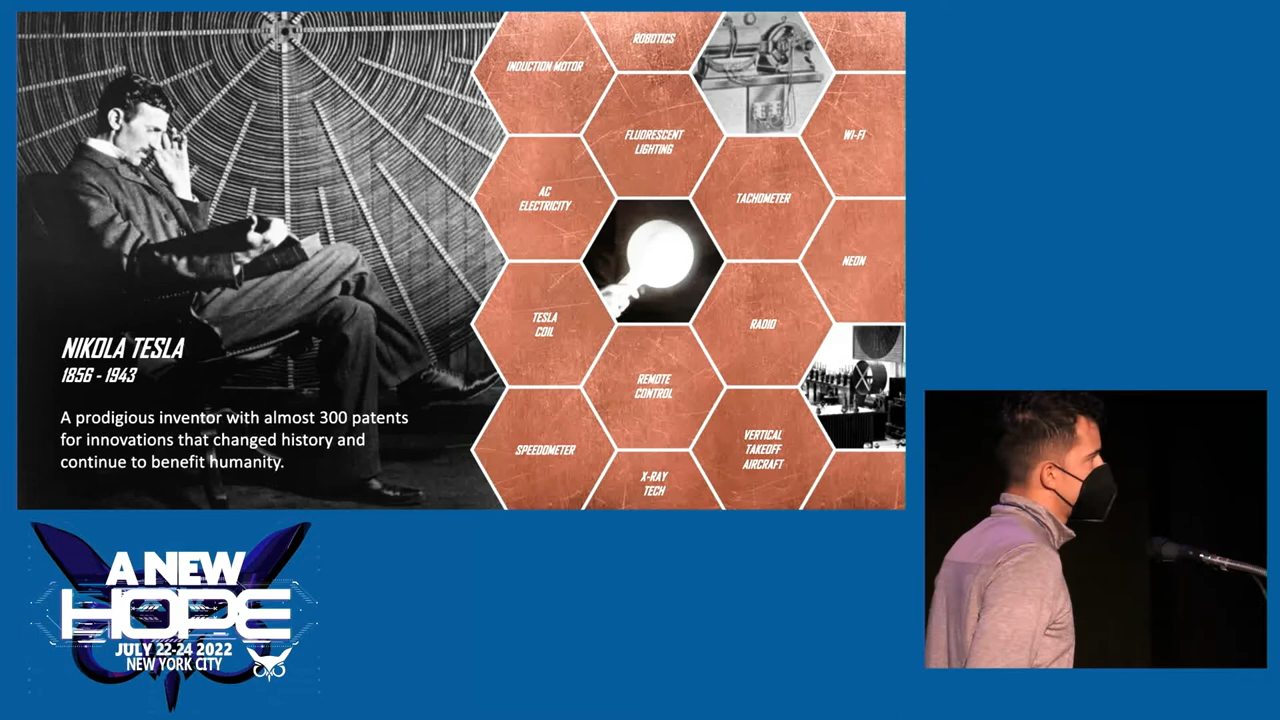 NIKOLA TESLA
1856 - 1943
A prodigious inventor with almost 300 patents
for innovations that changed history and
continue to benefit humanity.
INDUCTION MOTOR
AC
ELECTRICITY
TESLA
COIL
SPEEDOMETER
ROBOTICS
FLUORESCENT
LIGHTING
REMOTE
CONTROL
X-RAY
TECH
TACHOMETER
RADIO
VERTICAL
TAKEOFF
AIRCRAFT
WI-FI
NEON
A NEW
HOPE
JULY 22-24 2022
NEW YORK CITY